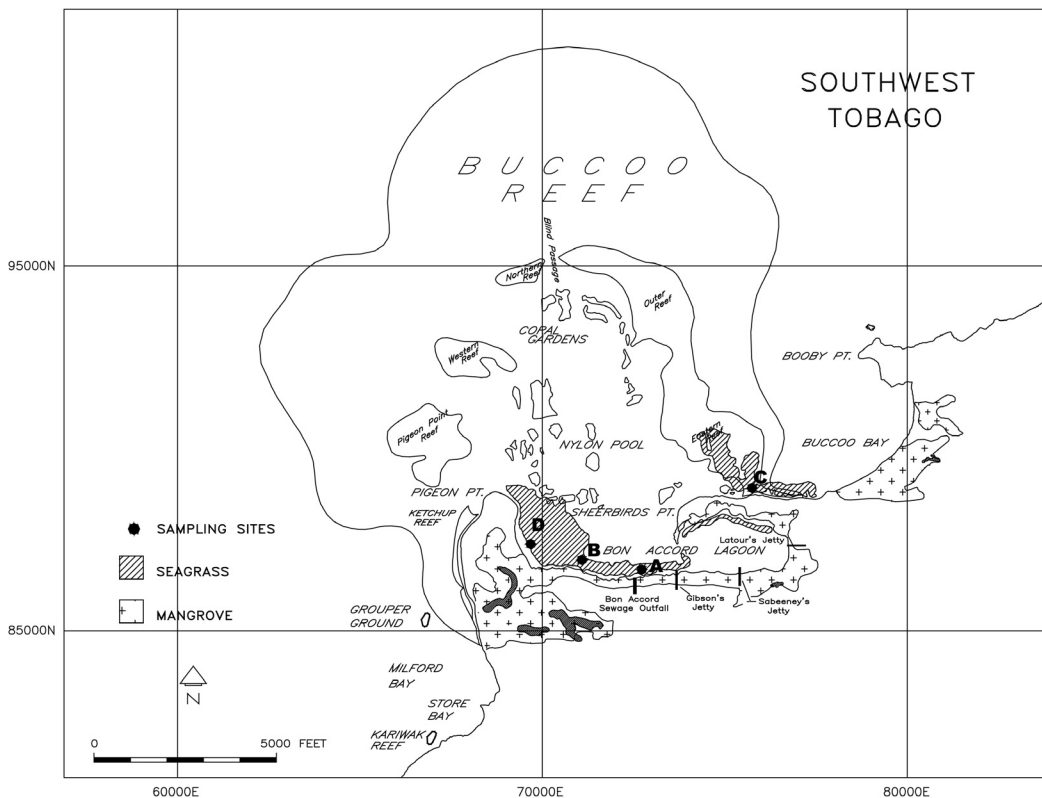 SOUTHWEST
TOBAGO
BUCCOO
REEF
Blind Passage
95000N
Northern
Reef
Outer
Reef
COPAL
GARDENS
Western
Reef
BOOBY PT.
Pigeon Point
Reef
Eastern
Reef
NYLON POOL
BUCCOO BAY
C
PIGEON PT.
KETCHUP
REEF
SHEERBIRDS PT.
D
SAMPLING SITES
Latour's Jetty
B
BON ACCORD LAGOON
A
SEAGRASS
Bon Accord
Sewage Outfall
Gibson's
Jetty
Sabeeney's
Jetty
MANGROVE
GROUPER
GROUND
85000N
N
MILFORD
BAY
STORE
BAY
KARIWAK
REEF
0 5000 FEET
60000E 70000E 80000E